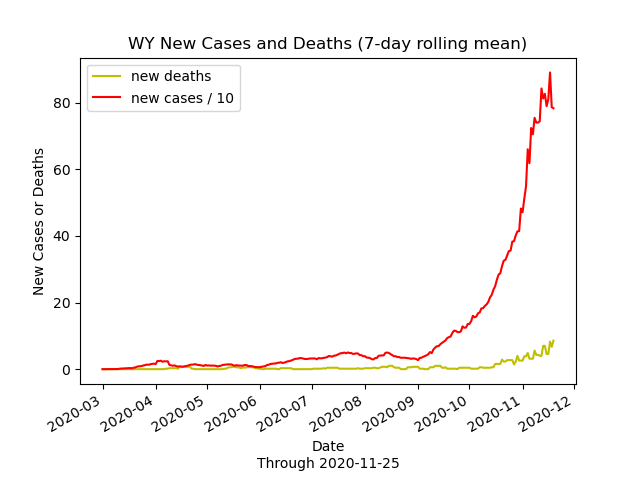 WY New Cases and Deaths (7-day rolling mean)
new deaths
new cases / 10
New Cases or Deaths
80
60
40
20
0
2020-03
2020-04
2020-05
2020-06
2020-07
2020-08
2020-09
2020-10
2020-11
2020-12
Date
Through 2020-11-25